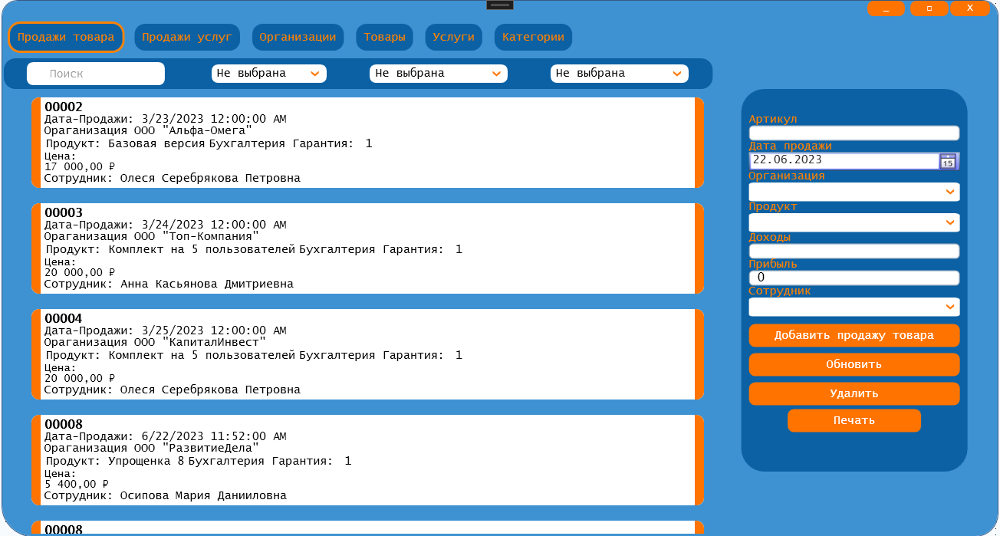 _ □ X
Продажи товара Продажи услуг Организации Товары Услуги Категории
Поиск Не выбрана Не выбрана Не выбрана
00002
Дата-Продажи: 3/23/2023 12:00:00 AM
Ораганизация ООО "Альфа-Омега"
Продукт: Базовая версия Бухгалтерия Гарантия: 1
Цена:
17 000,00 ₽
Сотрудник: Олеся Серебрякова Петровна
00003
Дата-Продажи: 3/24/2023 12:00:00 AM
Ораганизация ООО "Топ-Компания"
Продукт: Комплект на 5 пользователей Бухгалтерия Гарантия: 1
Цена:
20 000,00 ₽
Сотрудник: Анна Касьянова Дмитриевна
00004
Дата-Продажи: 3/25/2023 12:00:00 AM
Ораганизация ООО "КапиталИнвест"
Продукт: Комплект на 5 пользователей Бухгалтерия Гарантия: 1
Цена:
20 000,00 ₽
Сотрудник: Олеся Серебрякова Петровна
00008
Дата-Продажи: 6/22/2023 11:52:00 AM
Ораганизация ООО "РазвитиеДела"
Продукт: Упрощенка 8 Бухгалтерия Гарантия: 1
Цена:
5 400,00 ₽
Сотрудник: Осипова Мария Данииловна
00008
Артикул
Дата продажи
22.06.2023 15
Организация
Продукт
Доходы
Прибыль
0
Сотрудник
Добавить продажу товара
Обновить
Удалить
Печать